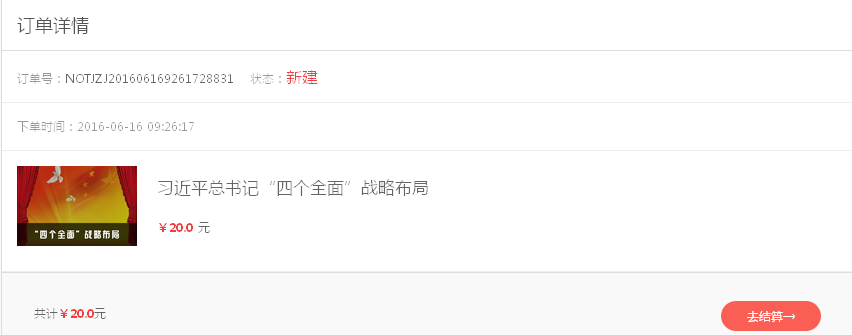 订单详情
订单号：NOTJZJ201606169261728831 状态：新建
下单时间：2016-06-16 09:26:17
习近平总书记“四个全面”战略布局
“四个全面”战略布局
￥20.0 元
共计￥20.0元
去结算→